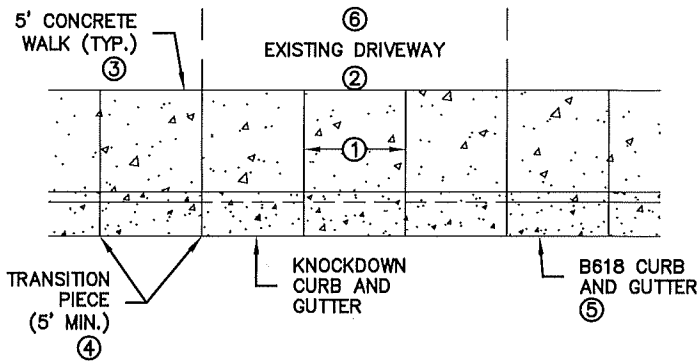 5' CONCRETE
WALK (TYP.)
③
⑥
EXISTING DRIVEWAY
②
①
TRANSITION
PIECE
(5' MIN.)
④
KNOCKDOWN
CURB AND
GUTTER
B618 CURB
AND GUTTER
⑤